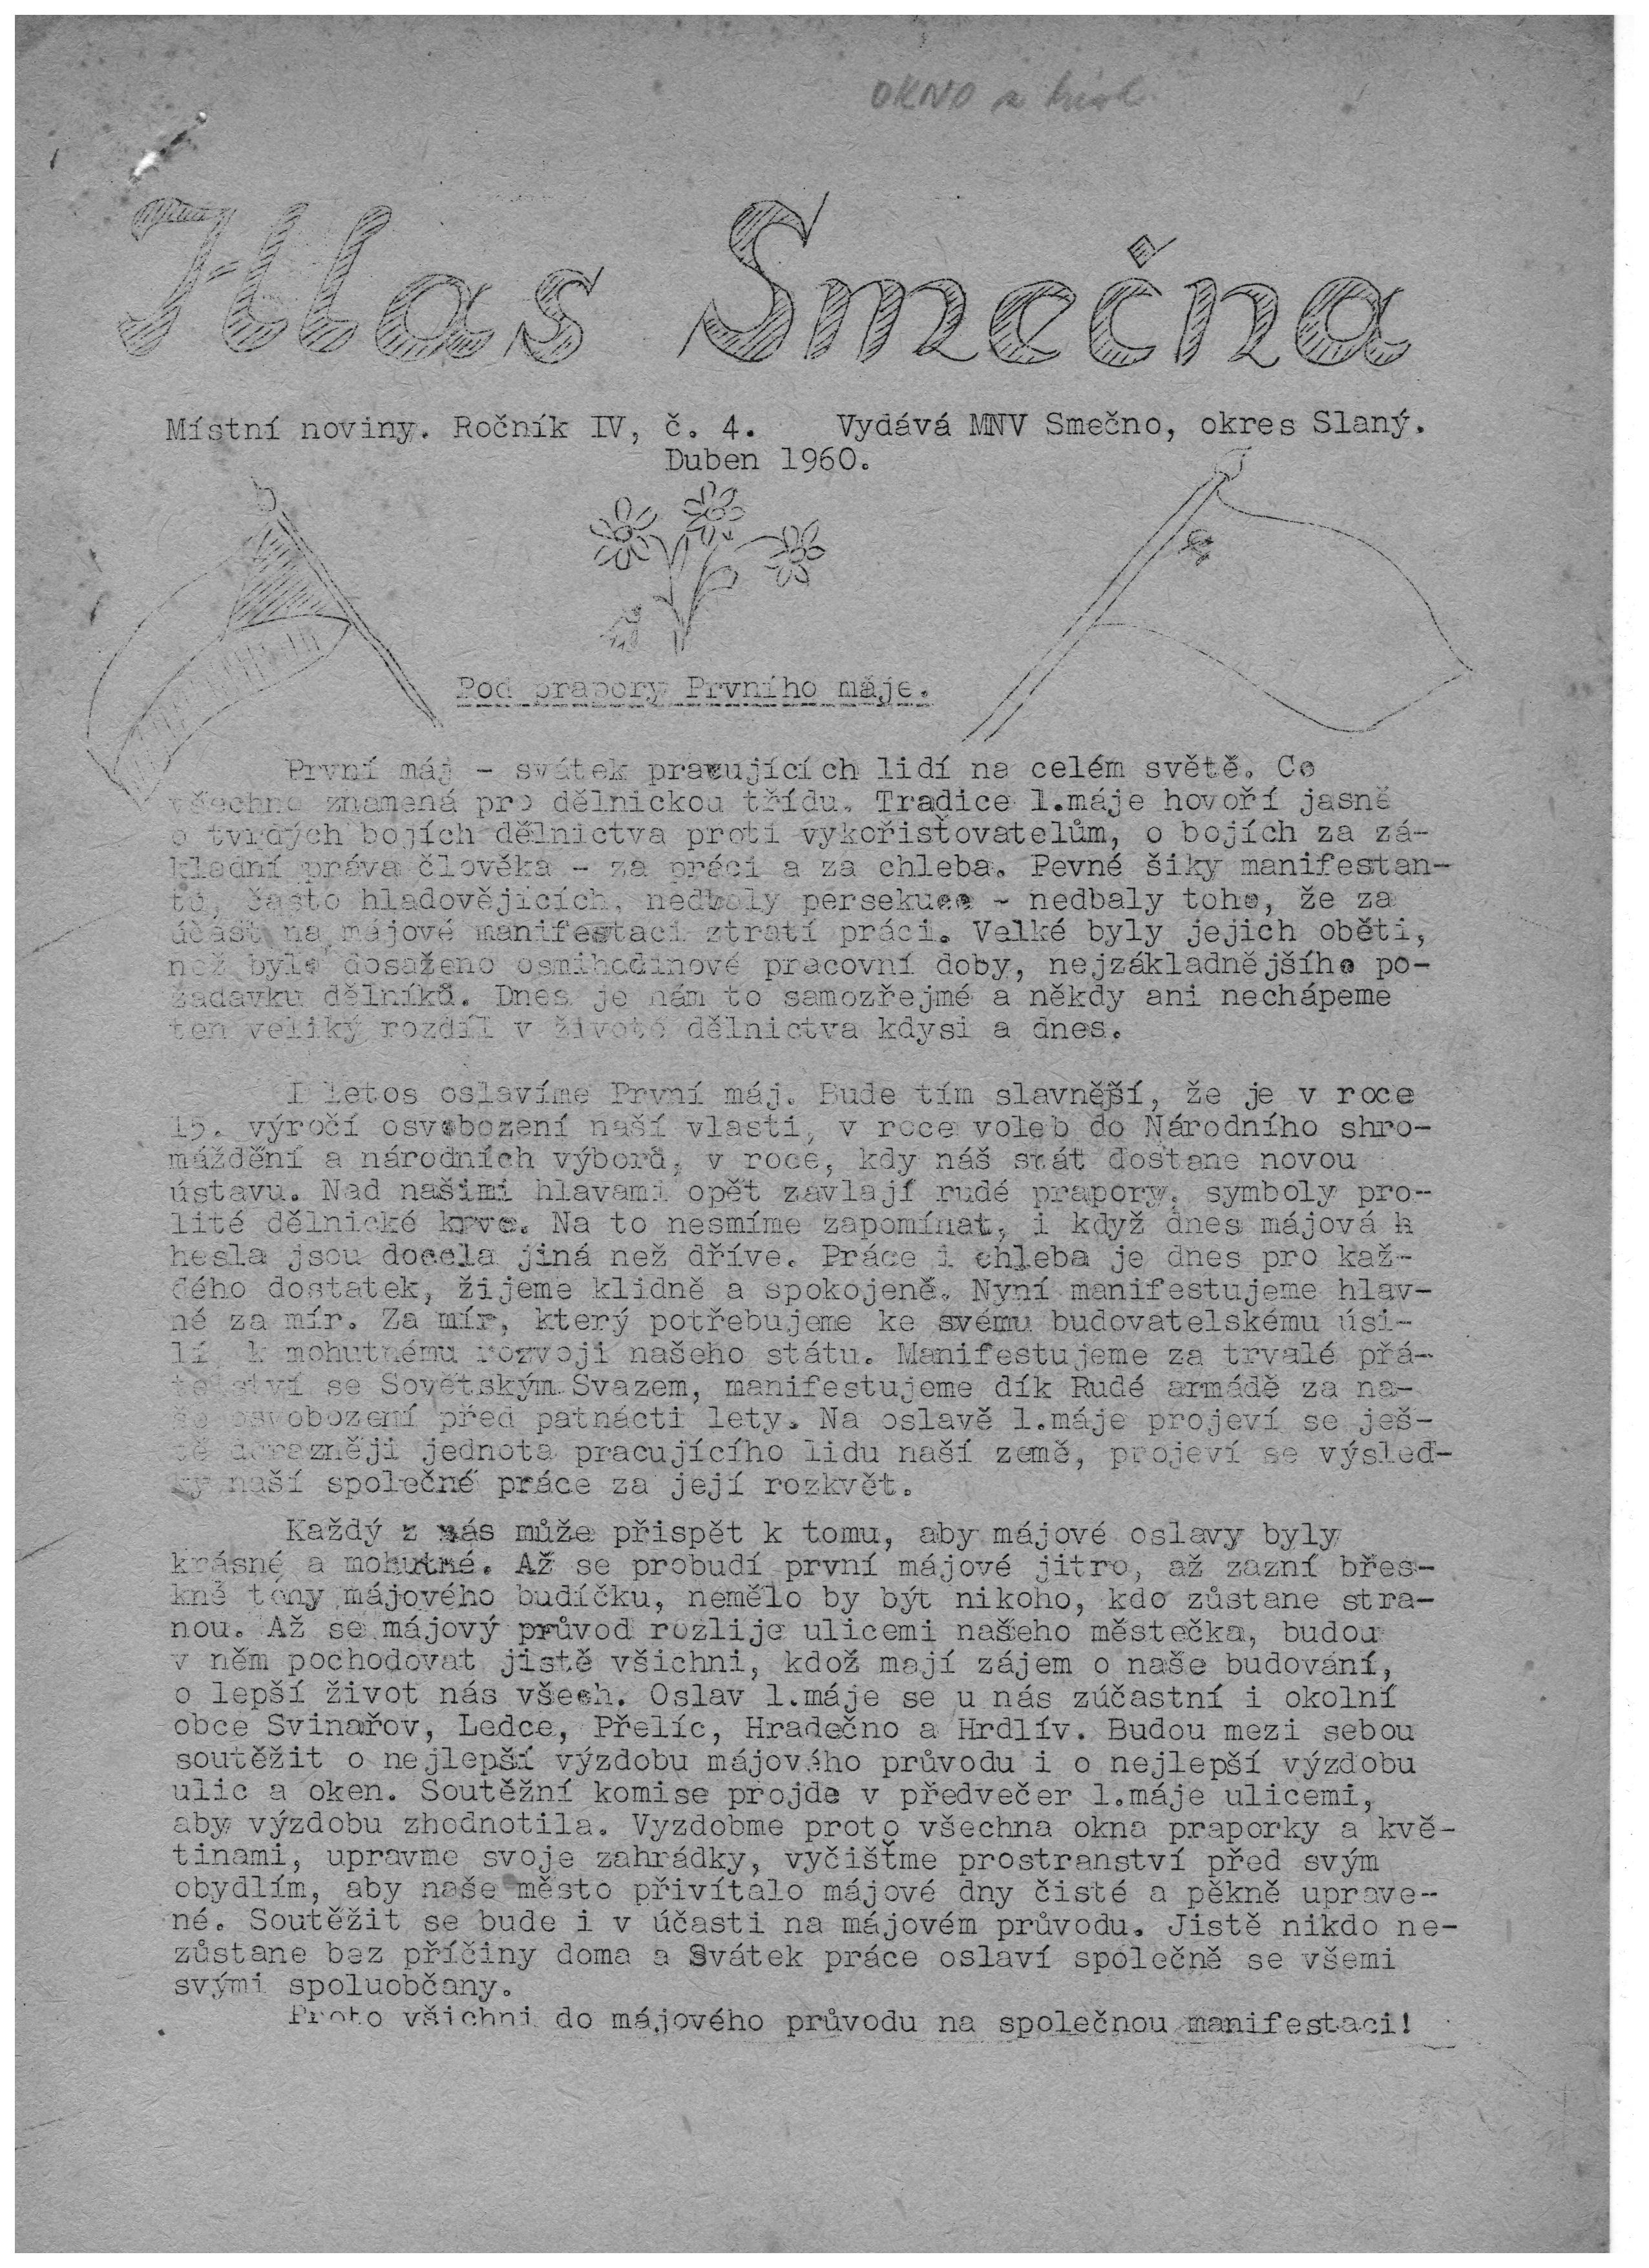 OKNO
Hlas Smečna
Místní noviny. Ročník IV, č. 4. Vydává MNV Smečno, okres Slaný.
Duben 1960.
Pod prapory Prvního máje.
První máj - svátek pracujících lidí na celém světě. Co
všechno znamená pro dělnickou třídu. Tradice 1.máje hovoří jasně
o tvrdých bojích dělnictva proti vykořisťovatelům, o bojích za zá-
kladní práva člověka - za práci a za chleba. Pevné šiky manifestan-
tů, často hladovějících, nedbaly persekuce - nedbaly toho, že za
účast na májové manifestaci ztratí práci. Velké byly jejich oběti,
než bylo dosaženo osmihodinové pracovní doby, nejzákladnějšího po-
žadavku dělníků. Dnes je nám to samozřejmé a někdy ani nechápeme
ten veliký rozdíl v životě dělnictva kdysi a dnes.
I letos oslavíme První máj. Bude tím slavnější, že je v roce
15. výročí osvobození naší vlasti, v roce voleb do Národního shro-
máždění a národních výborů, v roce, kdy náš stát dostane novou
ústavu. Nad našimi hlavami opět zavlají rudé prapory, symboly pro-
lité dělnické krve. Na to nesmíme zapomínat, i když dnes májová h
hesla jsou docela jiná než dříve. Práce i chleba je dnes pro kaž-
dého dostatek, žijeme klidně a spokojeně. Nyní manifestujeme hlav-
ně za mír. Za mír, který potřebujeme ke svému budovatelskému úsi-
lí, k mohutnému rozvoji našeho státu. Manifestujeme za trvalé přá-
telství se Sovětským Svazem, manifestujeme dík Rudé armádě za na-
še osvobození před patnácti lety. Na oslavě 1.máje projeví se ješ-
tě důrazněji jednota pracujícího lidu naší země, projeví se výsled-
ky naší společné práce za její rozkvět.
Každý z nás může přispět k tomu, aby májové oslavy byly
krásné a mohutné. Až se probudí první májové jitro, až zazní břes-
kné tóny májového budíčku, nemělo by být nikoho, kdo zůstane stra-
nou. Až se májový průvod rozlije ulicemi našeho městečka, budou
v něm pochodovat jistě všichni, kdož mají zájem o naše budování,
o lepší život nás všech. Oslav 1.máje se u nás zúčastní i okolní
obce Svinařov, Ledce, Přelíc, Hradečno a Hrdlív. Budou mezi sebou
soutěžit o nejlepší výzdobu májového průvodu i o nejlepší výzdobu
ulic a oken. Soutěžní komise projde v předvečer 1.máje ulicemi,
aby výzdobu zhodnotila. Vyzdobme proto všechna okna praporky a kvě-
tinami, upravme svoje zahrádky, vyčišťme prostranství před svým
obydlím, aby naše město přivítalo májové dny čisté a pěkně uprave-
né. Soutěžit se bude i v účasti na májovém průvodu. Jistě nikdo ne-
zůstane bez příčiny doma a Svátek práce oslaví společně se všemi
svými spoluobčany.
Proto všichni do májového průvodu na společnou manifestaci!